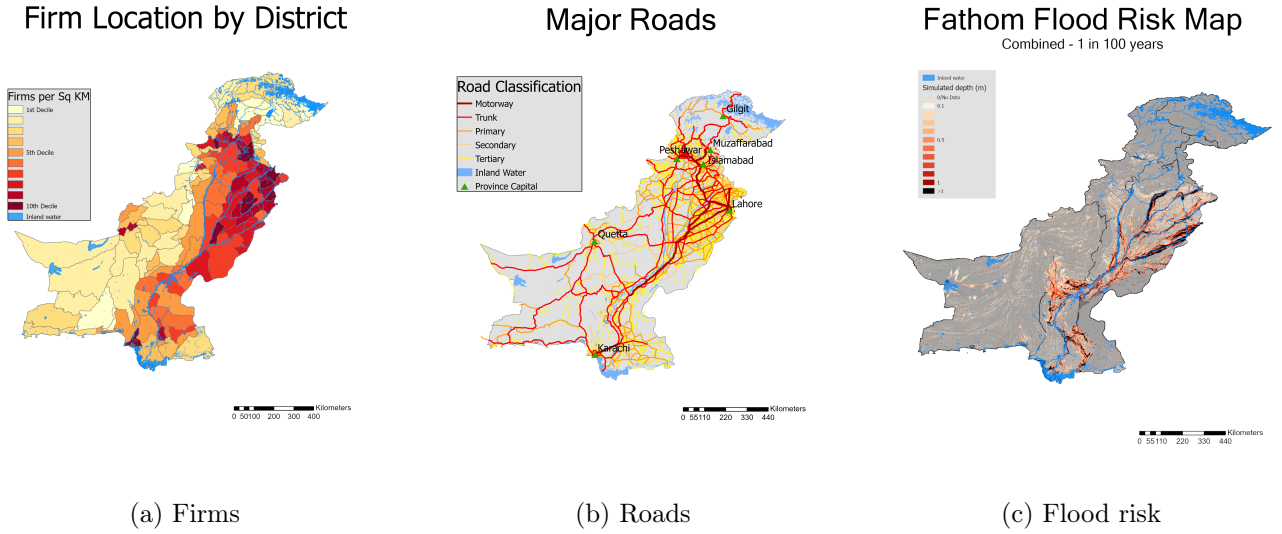 Firm Location by District
Firms per Sq KM
1st Decile
5th Decile
10th Decile
Inland water
Kilometers
0 50100 200 300 400
(a) Firms
Major Roads
Road Classification
Motorway
Trunk
Primary
Secondary
Tertiary
Inland Water
Province Capital
Gilgit
Muzaffarabad
Peshawar
Islamabad
Lahore
Quetta
Karachi
Kilometers
0 55110 220 330 440
(b) Roads
Fathom Flood Risk Map
Combined - 1 in 100 years
Inland water
Simulated depth (m)
0/No Data
0.1
0.5
1
>1
Kilometers
0 55110 220 330 440
(c) Flood risk